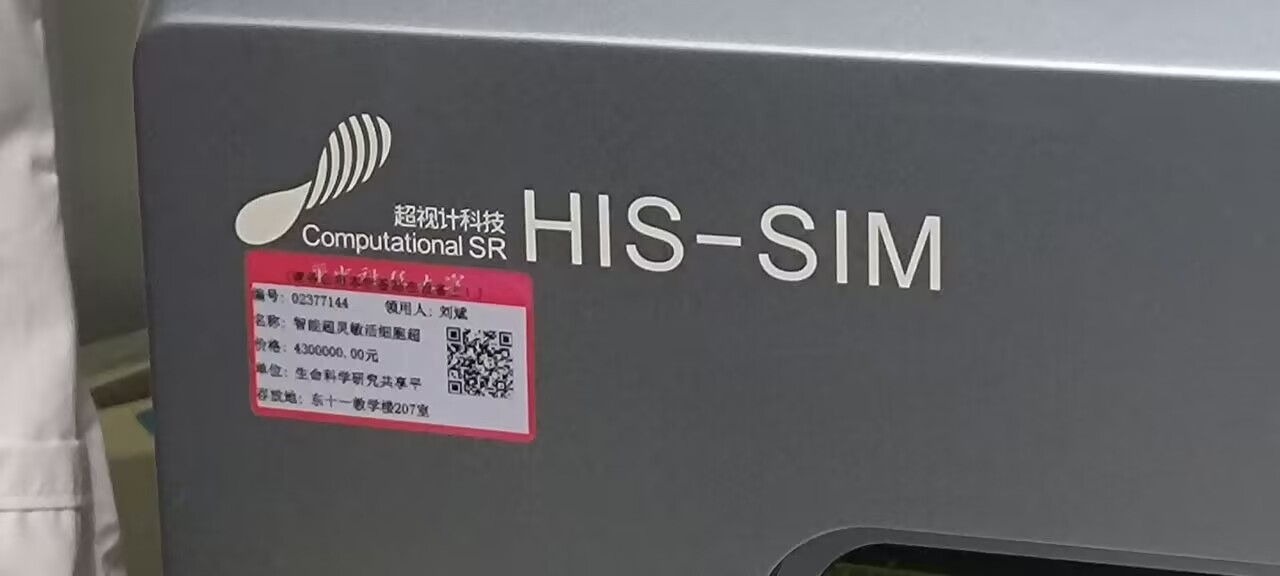 超视计科技
Computational SR
HIS-SIM
编号: 02377144 领用人: 刘斌
名称: 智能超灵敏活细胞超
价格: 4300000.00元
单位: 生命科学研究共享平
存放地: 东十一教学楼207室